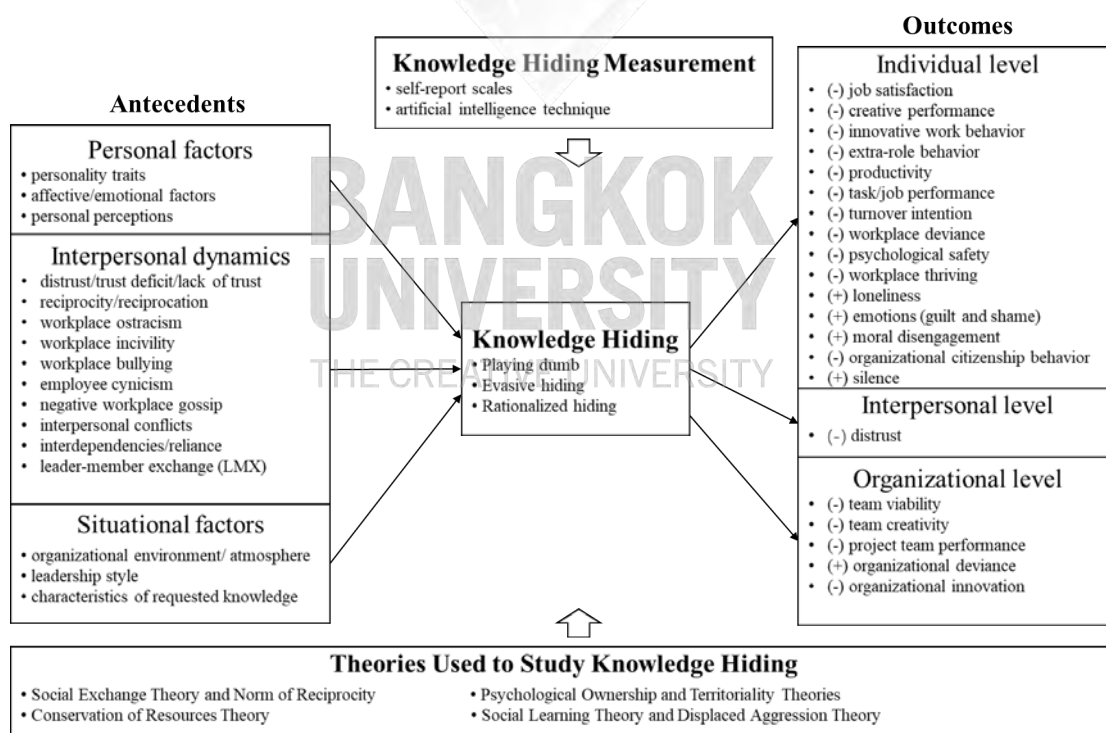 Outcomes
Knowledge Hiding Measurement
• self-report scales
• artificial intelligence technique
Antecedents
Personal factors
• personality traits
• affective/emotional factors
• personal perceptions
Interpersonal dynamics
• distrust/trust deficit/lack of trust
• reciprocity/reciprocation
• workplace ostracism
• workplace incivility
• workplace bullying
• employee cynicism
• negative workplace gossip
• interpersonal conflicts
• interdependencies/reliance
• leader-member exchange (LMX)
Situational factors
• organizational environment/ atmosphere
• leadership style
• characteristics of requested knowledge
BANGKOK
UNIVERSITY
THE CREATIVE UNIVERSITY
Knowledge Hiding
• Playing dumb
• Evasive hiding
• Rationalized hiding
Individual level
• (-) job satisfaction
• (-) creative performance
• (-) innovative work behavior
• (-) extra-role behavior
• (-) productivity
• (-) task/job performance
• (-) turnover intention
• (-) workplace deviance
• (-) psychological safety
• (-) workplace thriving
• (+) loneliness
• (+) emotions (guilt and shame)
• (+) moral disengagement
• (-) organizational citizenship behavior
• (+) silence
Interpersonal level
• (-) distrust
Organizational level
• (-) team viability
• (-) team creativity
• (-) project team performance
• (+) organizational deviance
• (-) organizational innovation
Theories Used to Study Knowledge Hiding
• Social Exchange Theory and Norm of Reciprocity
• Conservation of Resources Theory
• Psychological Ownership and Territoriality Theories
• Social Learning Theory and Displaced Aggression Theory